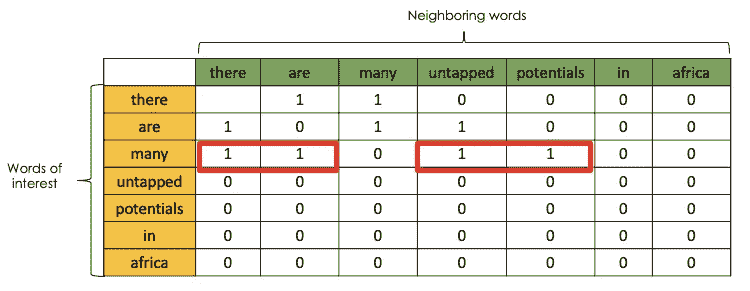 Neighboring words
there are many untapped potentials in africa
there 1 1 0 0 0 0
are 1 0 1 1 0 0 0
many 1 1 0 1 1 0 0
Words of interest
untapped 0 0 0 0 0 0 0
potentials 0 0 0 0 0 0 0
in 0 0 0 0 0 0 0
africa 0 0 0 0 0 0 0